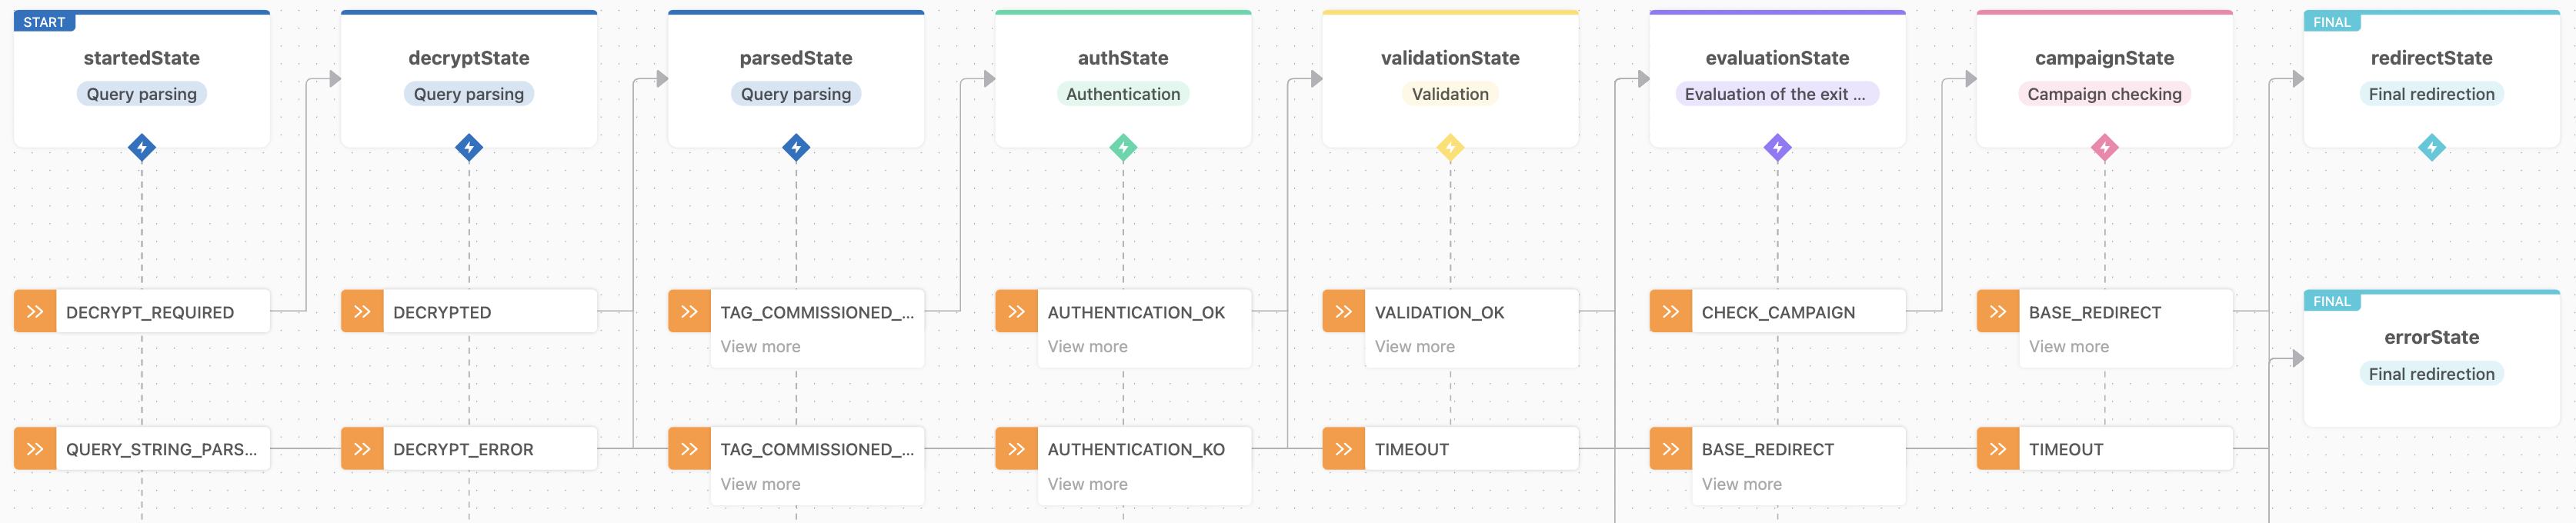 START
startedState
Query parsing
decryptState
Query parsing
parsedState
Query parsing
authState
Authentication
validationState
Validation
evaluationState
Evaluation of the exit ...
campaignState
Campaign checking
FINAL
redirectState
Final redirection
DECRYPT_REQUIRED
DECRYPTED
TAG_COMMISSIONED_...
View more
AUTHENTICATION_OK
View more
VALIDATION_OK
View more
CHECK_CAMPAIGN
BASE_REDIRECT
View more
FINAL
errorState
Final redirection
QUERY_STRING_PARS...
DECRYPT_ERROR
TAG_COMMISSIONED_...
View more
AUTHENTICATION_KO
View more
TIMEOUT
BASE_REDIRECT
View more
TIMEOUT